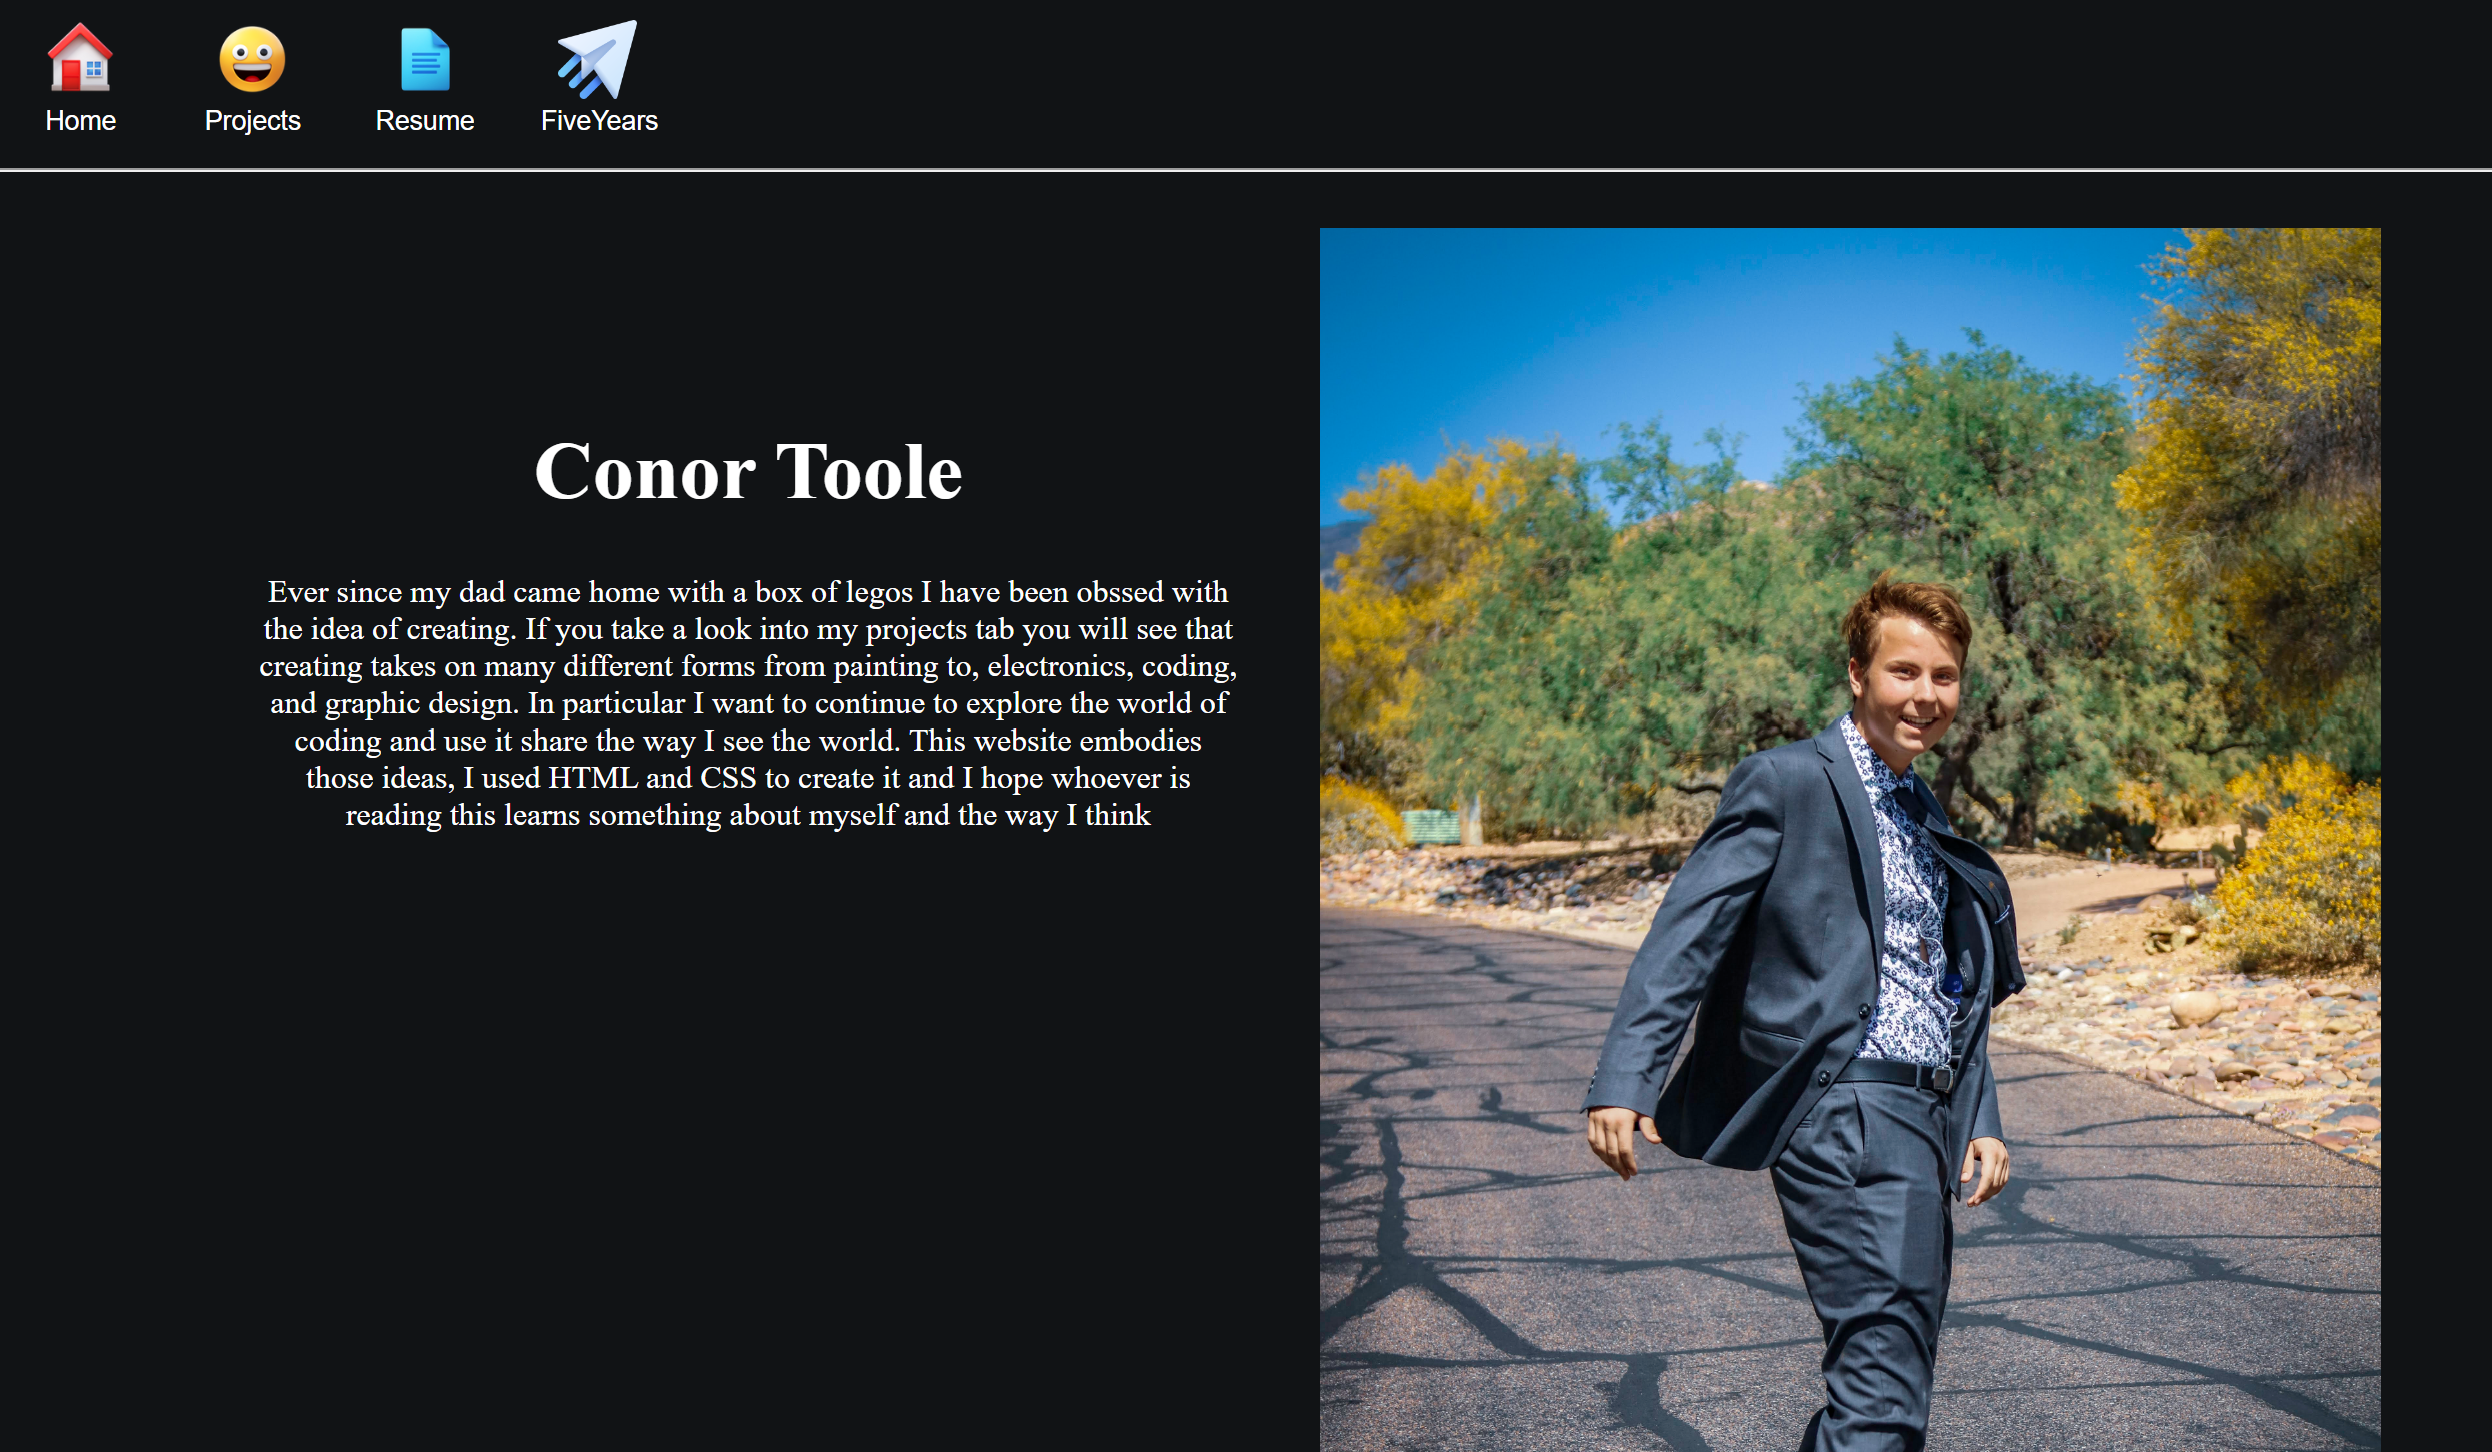 Home
Projects
Resume
FiveYears
Conor Toole
Ever since my dad came home with a box of legos I have been obssed with
the idea of creating. If you take a look into my projects tab you will see that
creating takes on many different forms from painting to, electronics, coding,
and graphic design. In particular I want to continue to explore the world of
coding and use it share the way I see the world. This website embodies
those ideas, I used HTML and CSS to create it and I hope whoever is
reading this learns something about myself and the way I think